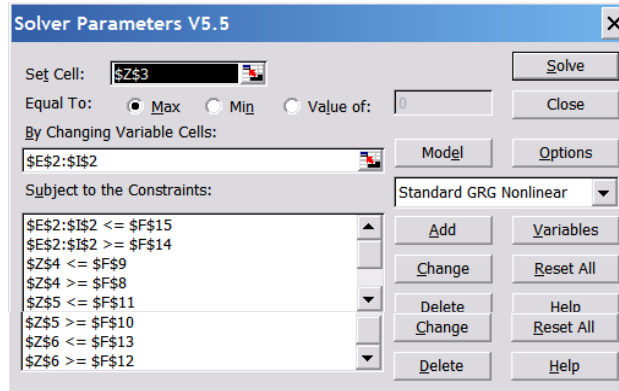 Solver Parameters V5.5
Set Cell: $Z$3
Solve
Equal To: Max Min Value of: 0
Close
By Changing Variable Cells:
$E$2:$I$2
Model
Options
Subject to the Constraints:
Standard GRG Nonlinear
$E$2:$I$2 <= $F$15
$E$2:$I$2 >= $F$14
$Z$4 <= $F$9
$Z$4 >= $F$8
$Z$5 <= $F$11
Add
Variables
Change
Reset All
Delete
Help
$Z$5 >= $F$10
$Z$6 <= $F$13
$Z$6 >= $F$12
Change
Reset All
Delete
Help